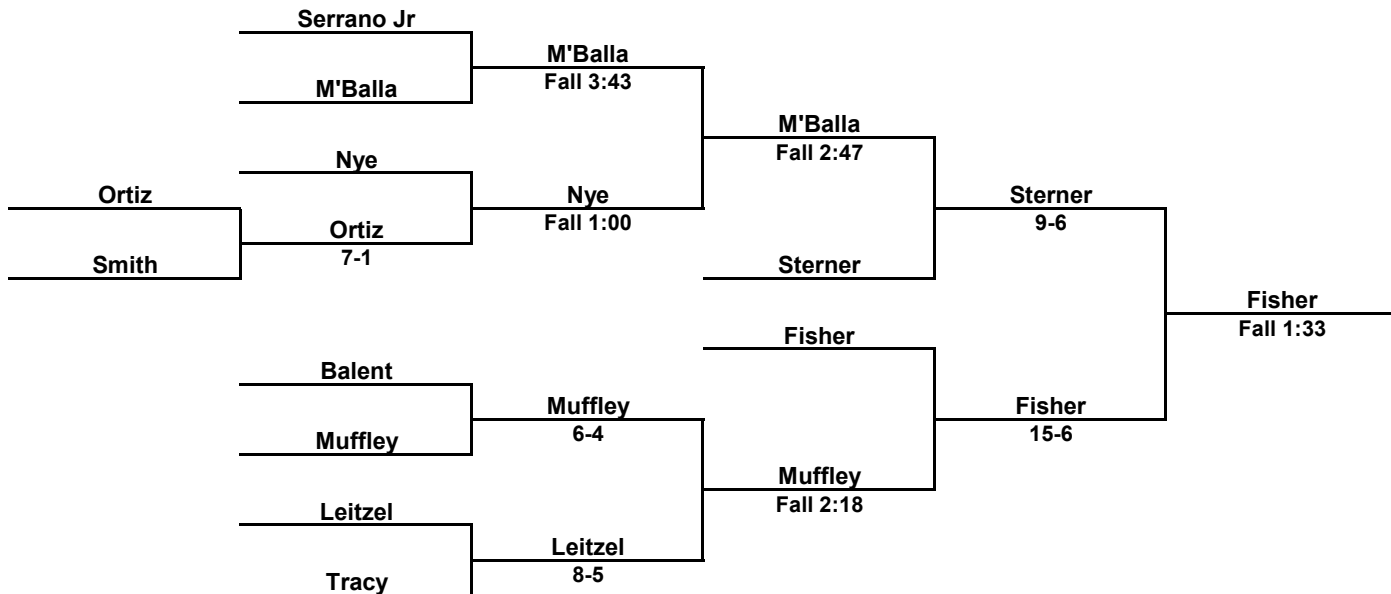 Serrano Jr
M'Balla
Fall 3:43
M'Balla
M'Balla
Fall 2:47
Nye
Ortiz
Nye
Fall 1:00
Sterner
9-6
Ortiz
7-1
Smith
Sterner
Fisher
Fall 1:33
Fisher
Balent
Muffley
6-4
Fisher
15-6
Muffley
Muffley
Fall 2:18
Leitzel
Leitzel
8-5
Tracy